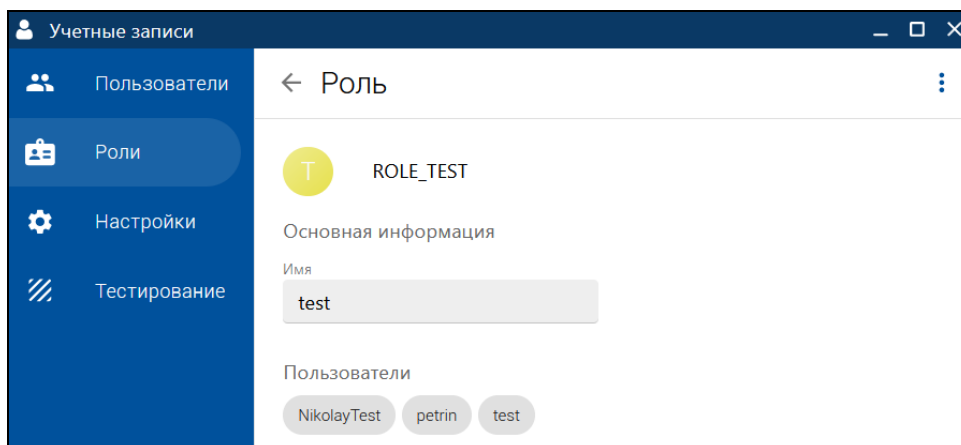 Учетные записи
Пользователи
Роли
Настройки
Тестирование
Роль
T
ROLE_TEST
Основная информация
Имя
test
Пользователи
NikolayTest petrin test